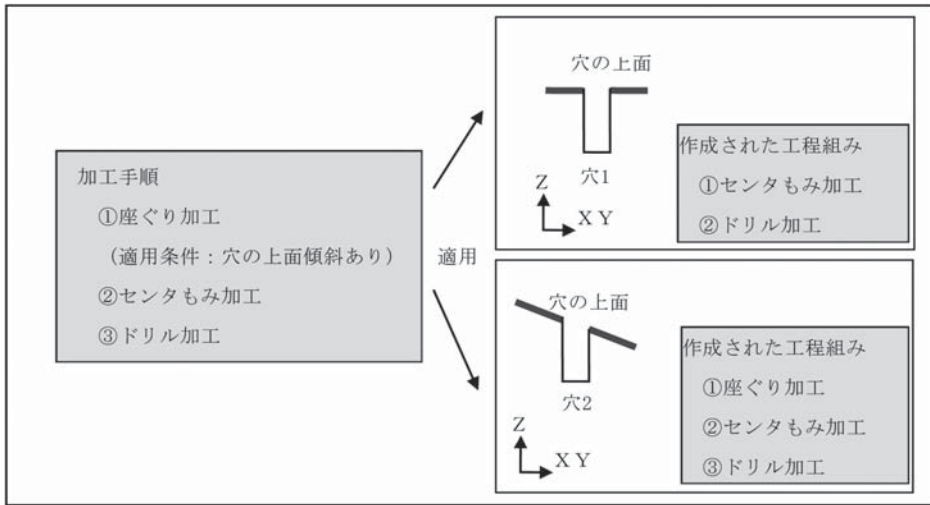 加工手順
①座ぐり加工
(適用条件：穴の上面傾斜あり)
②センタもみ加工
③ドリル加工
適用
穴の上面
穴1
Z
X Y
作成された工程組み
①センタもみ加工
②ドリル加工
穴の上面
穴2
Z
X Y
作成された工程組み
①座ぐり加工
②センタもみ加工
③ドリル加工